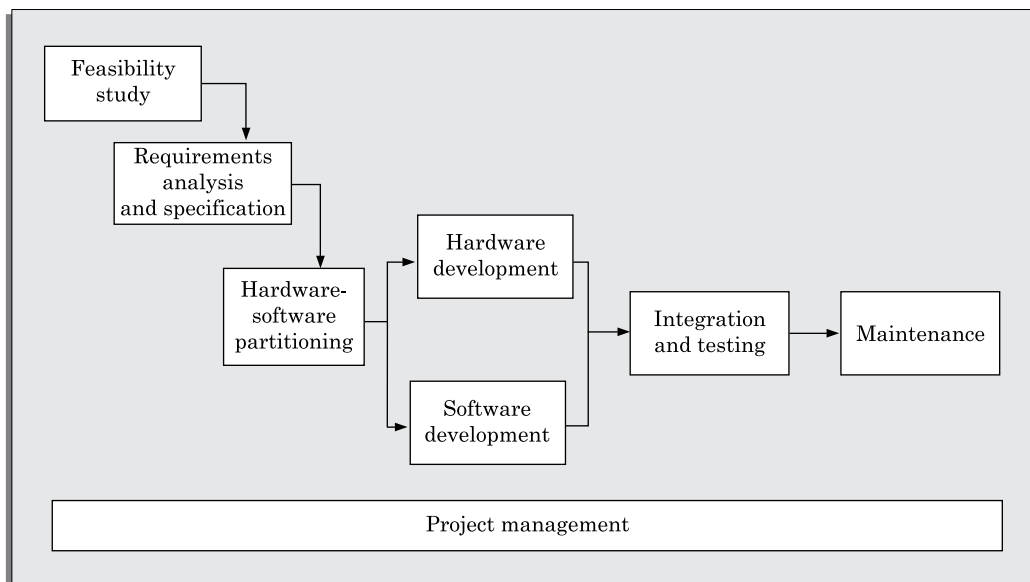 Feasibility
study
Requirements
analysis
and specification
Hardware-
software
partitioning
Hardware
development
Software
development
Integration
and testing
Maintenance
Project management